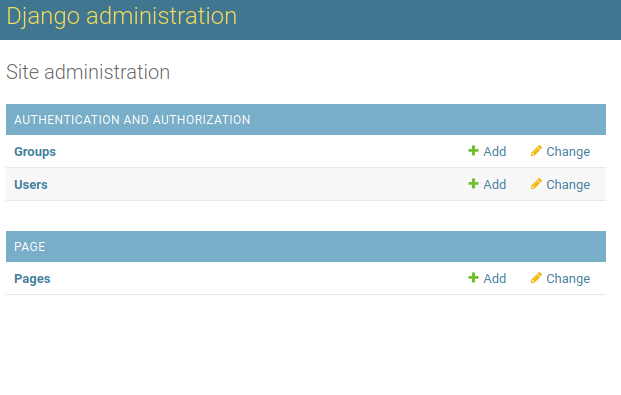 Django administration
Site administration
AUTHENTICATION AND AUTHORIZATION
Groups Add Change
Users Add Change
PAGE
Pages Add Change